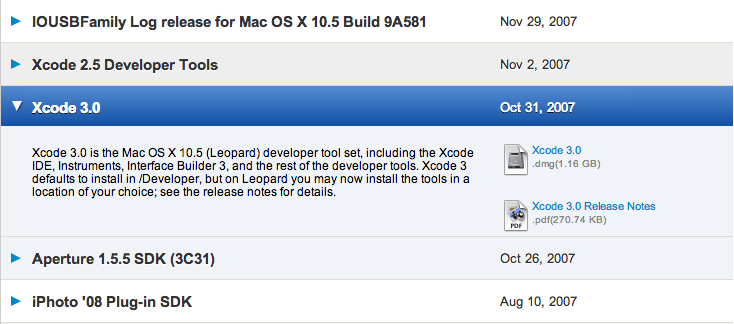 IOUSBFamily Log release for Mac OS X 10.5 Build 9A581 Nov 29, 2007
Xcode 2.5 Developer Tools Nov 2, 2007
Xcode 3.0 Oct 31, 2007
Xcode 3.0 is the Mac OS X 10.5 (Leopard) developer tool set, including the Xcode
IDE, Instruments, Interface Builder 3, and the rest of the developer tools. Xcode 3
defaults to install in /Developer, but on Leopard you may now install the tools in a
location of your choice; see the release notes for details.
Xcode 3.0
.dmg(1.16 GB)
Xcode 3.0 Release Notes
.pdf(270.74 KB)
PDF
Aperture 1.5.5 SDK (3C31) Oct 26, 2007
iPhoto '08 Plug-in SDK Aug 10, 2007